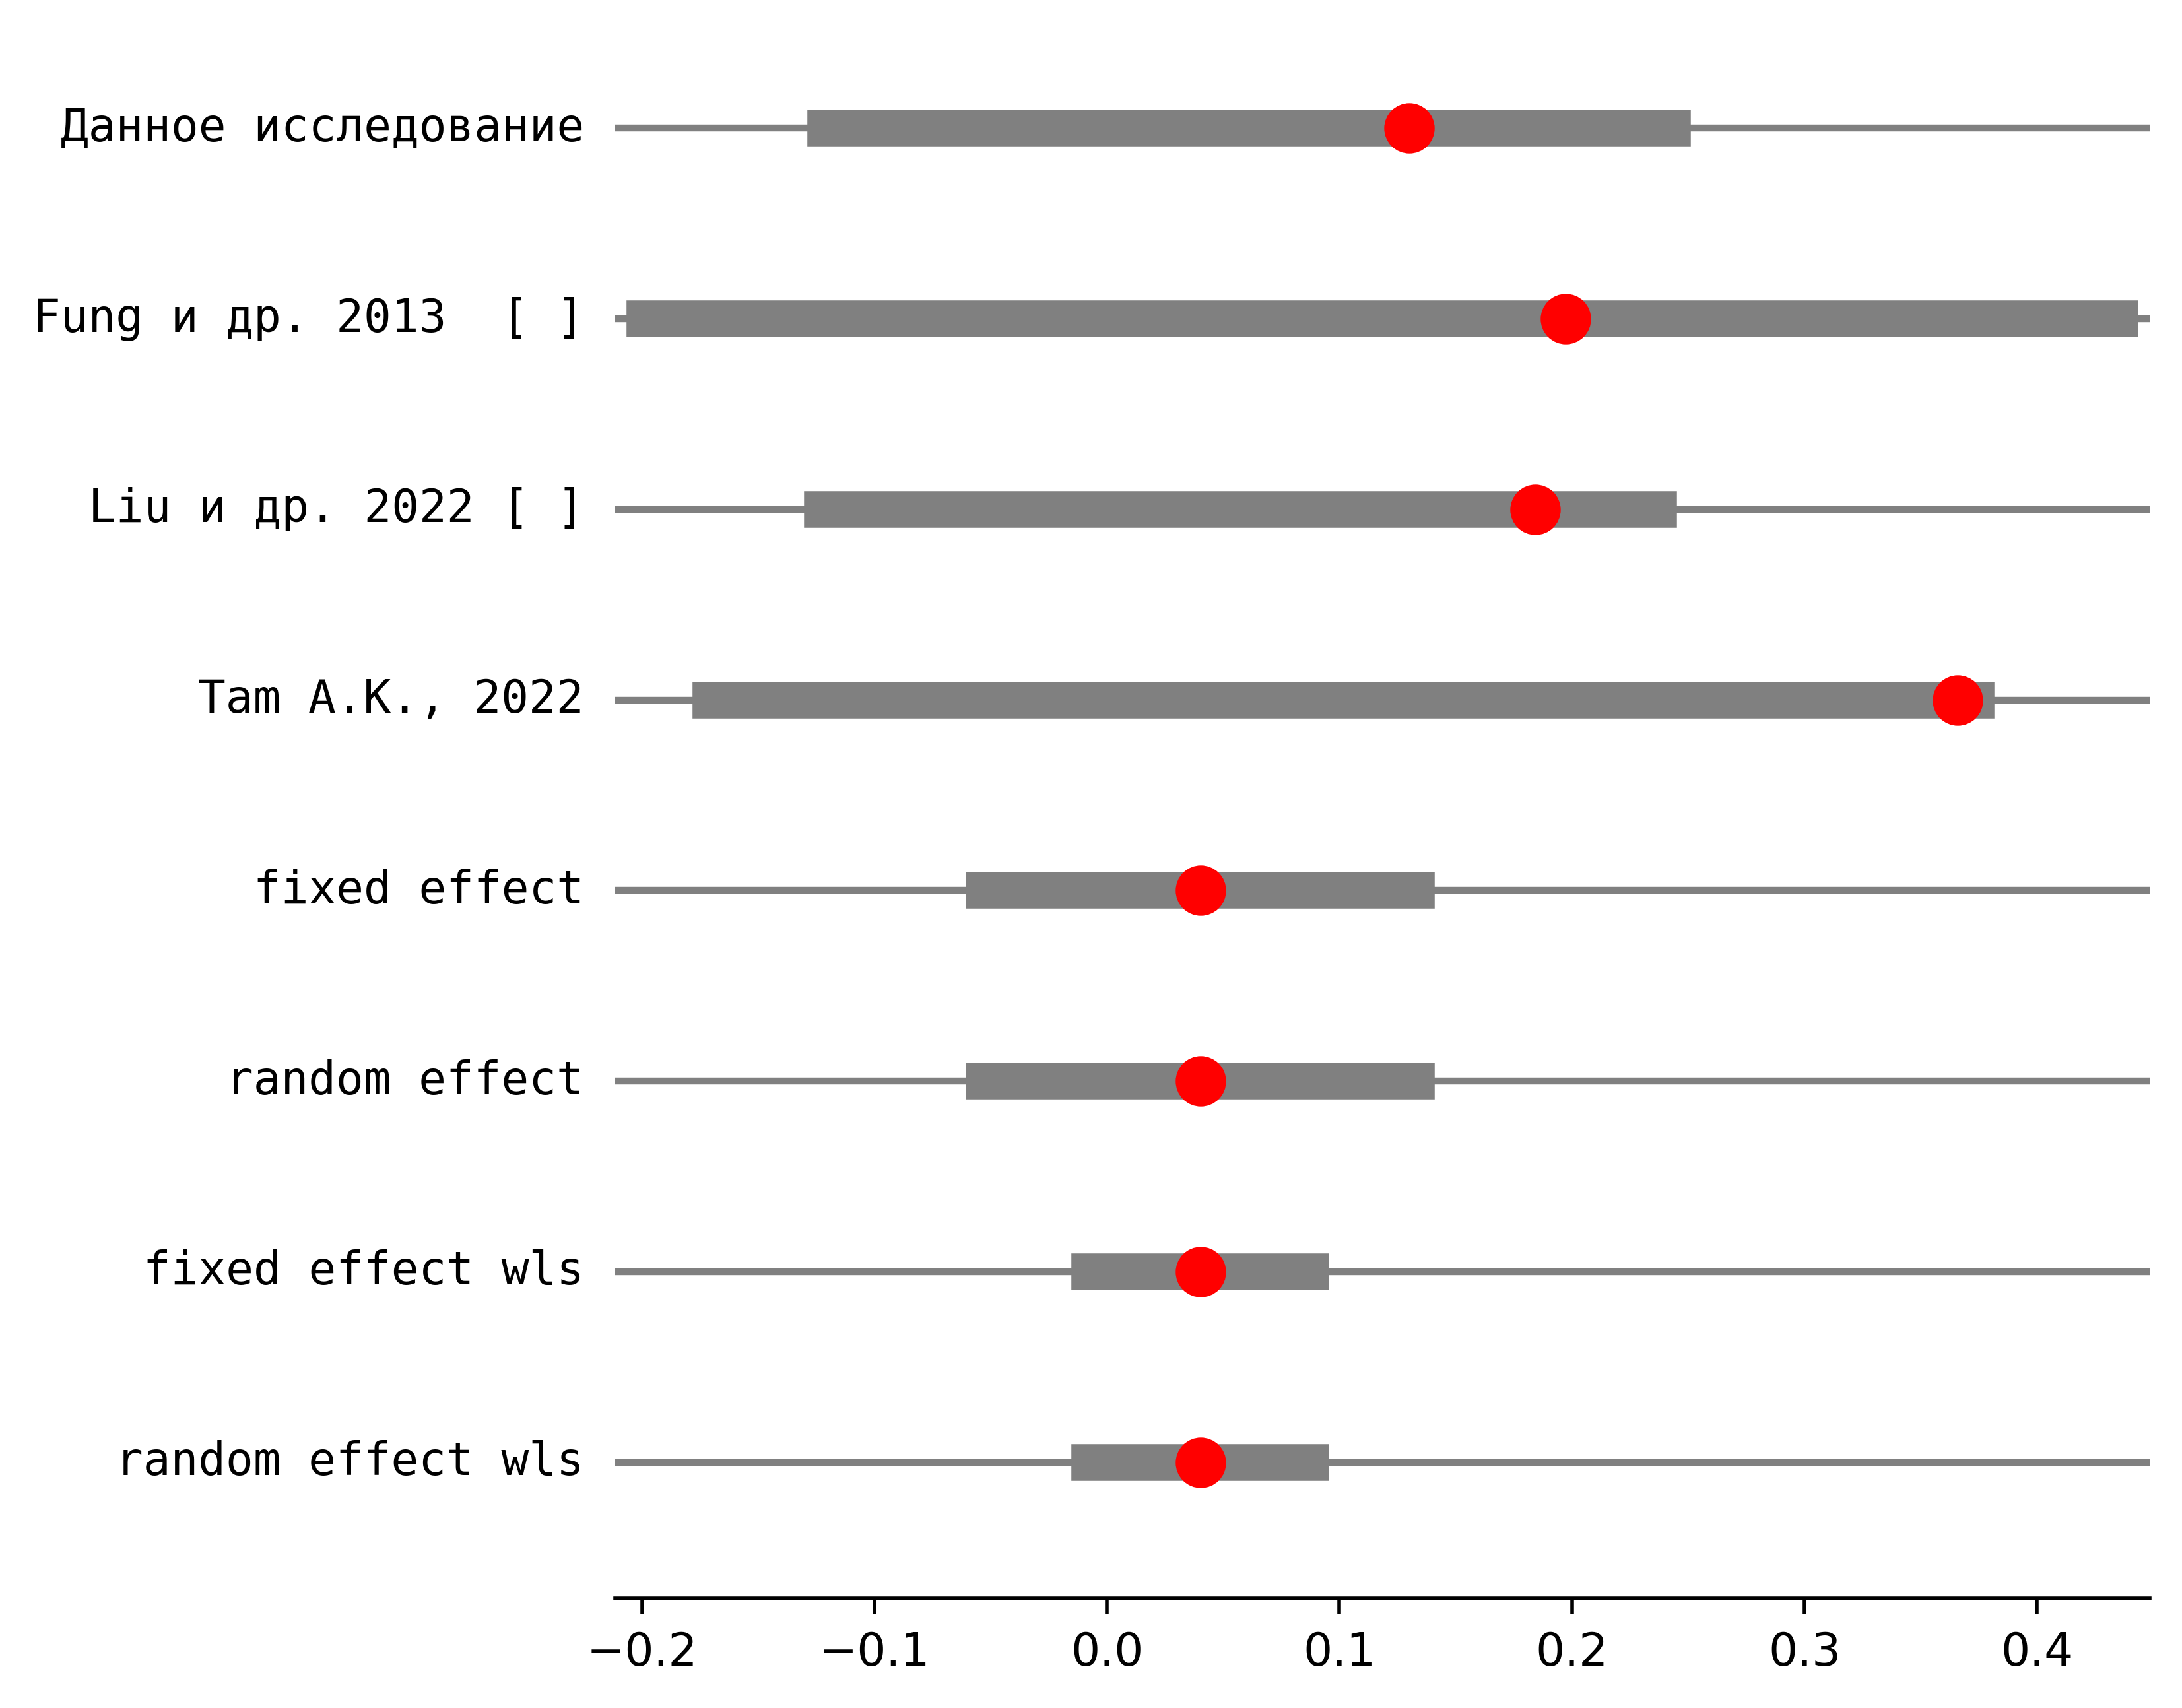 Данное исследование
Fung и др. 2013  [ ]
Liu и др. 2022 [ ]
Tam A.K., 2022
fixed effect
random effect
fixed effect wls
random effect wls
−0.2 −0.1 0.0 0.1 0.2 0.3 0.4